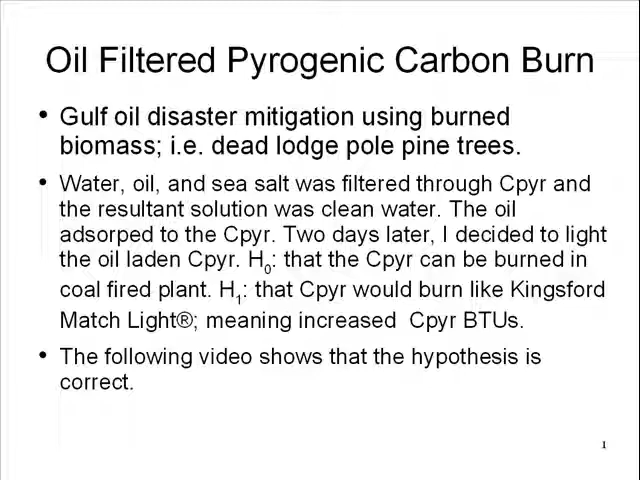 Oil Filtered Pyrogenic Carbon Burn
• Gulf oil disaster mitigation using burned
biomass; i.e. dead lodge pole pine trees.
• Water, oil, and sea salt was filtered through Cpyr and
the resultant solution was clean water. The oil
adsorped to the Cpyr. Two days later, I decided to light
the oil laden Cpyr. H₀: that the Cpyr can be burned in
coal fired plant. H₁: that Cpyr would burn like Kingsford
Match Light®; meaning increased  Cpyr BTUs.
• The following video shows that the hypothesis is
correct.
1